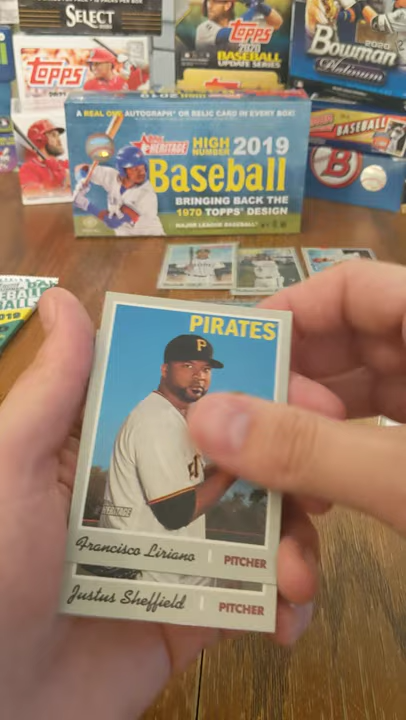 SELECT
Topps
2020
BASEBALL
UPDATE SERIES
2020
Bowman
Platinum
topps
BASEBALL
A REAL ONE AUTOGRAPH OR RELIC CARD IN EVERY BOX!
Topps
HERITAGE
HIGH
NUMBER
2019
Baseball
BRINGING BACK THE
1970 TOPPS DESIGN
MAJOR LEAGUE BASEBALL
B
2019
PIRATES
P
HERITAGE
Francisco Liriano
PITCHER
Justus Sheffield
PITCHER